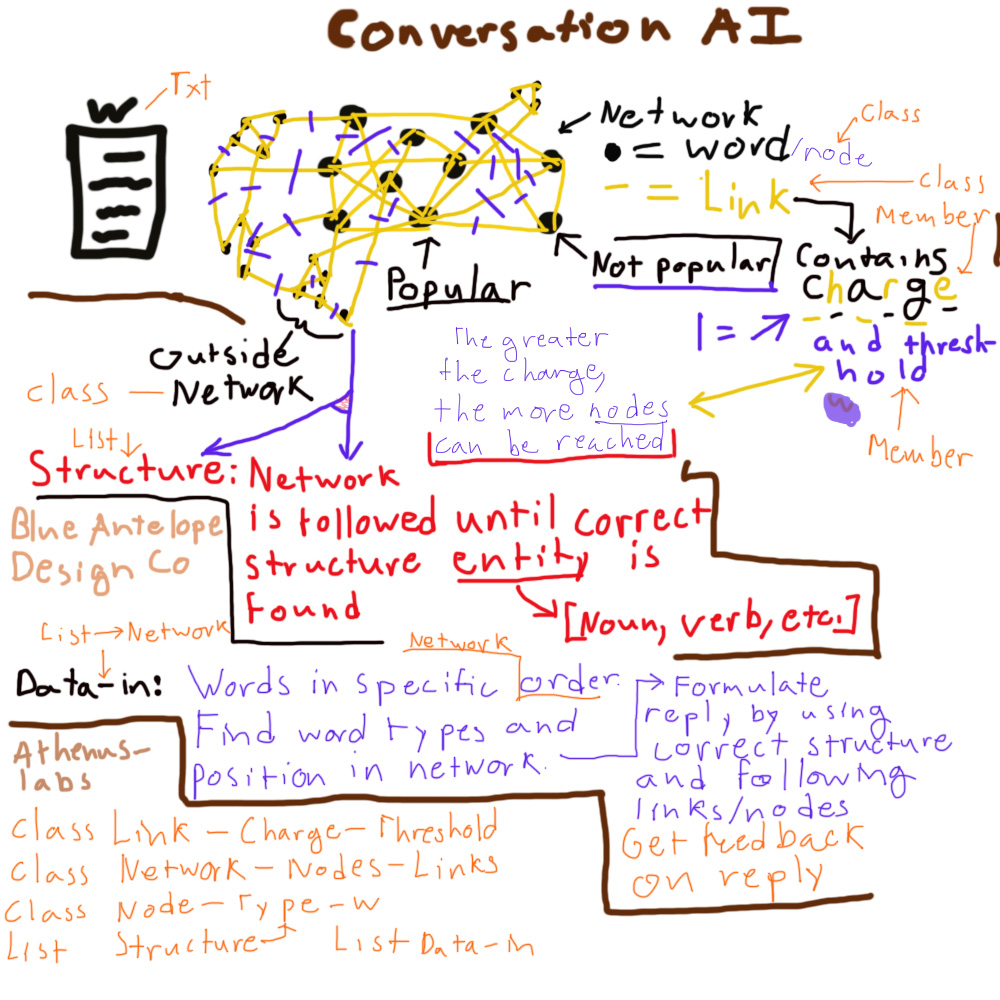 Conversation AI
W
Txt
Network
● = word/node
Class
- = Link
Class
Member
Contains
charge
| =
and thresh-
hold
W
Member
Popular
Not popular
Outside
Network
Class
The greater
the charge,
the more nodes
can be reached
List
Structure: Network
is followed until correct
structure entity is
found
[Noun, verb, etc.]
Blue Antelope
Design Co
List → Network
Network
Data-in: Words in specific order.
Find word types and
position in network.
Formulate
reply by using
correct structure
and following
links/nodes
Get feedback
on reply
Athenus-
labs
Class Link - Charge - Threshold
Class Network - Nodes - Links
Class Node - Type - w
List Structure List Data-in